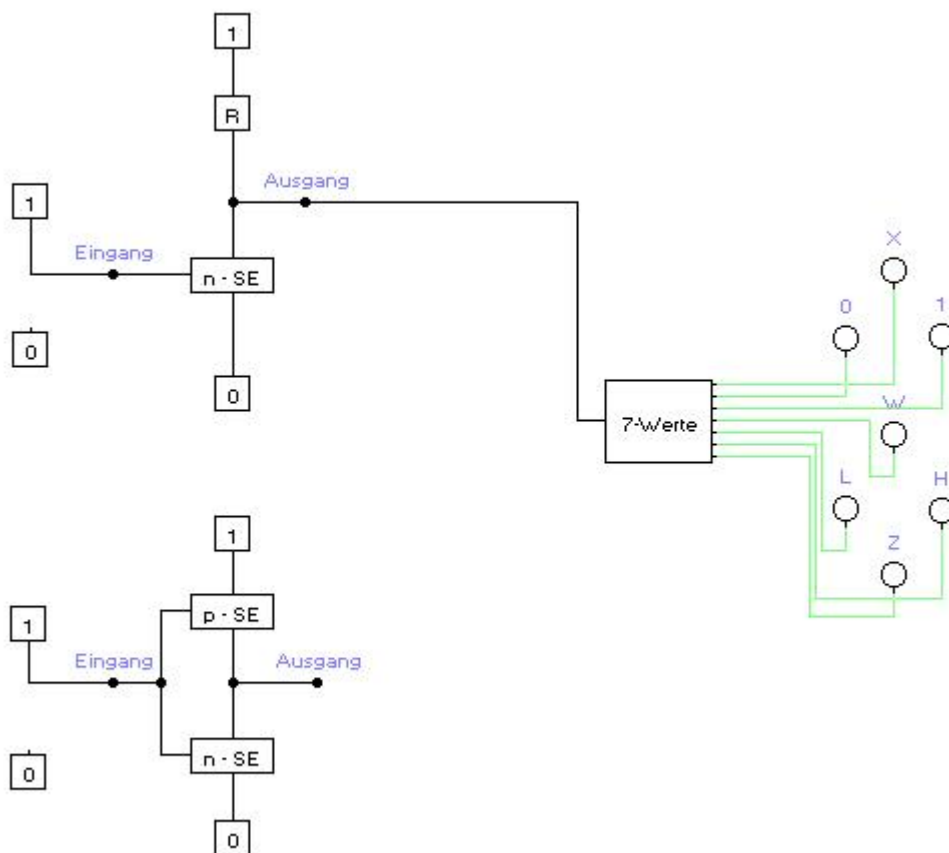 1
R
Ausgang
1
Eingang
n - SE
0
0
X
0
1
7-Werte
W
L
H
Z
1
p - SE
1
Eingang
Ausgang
n - SE
0
0